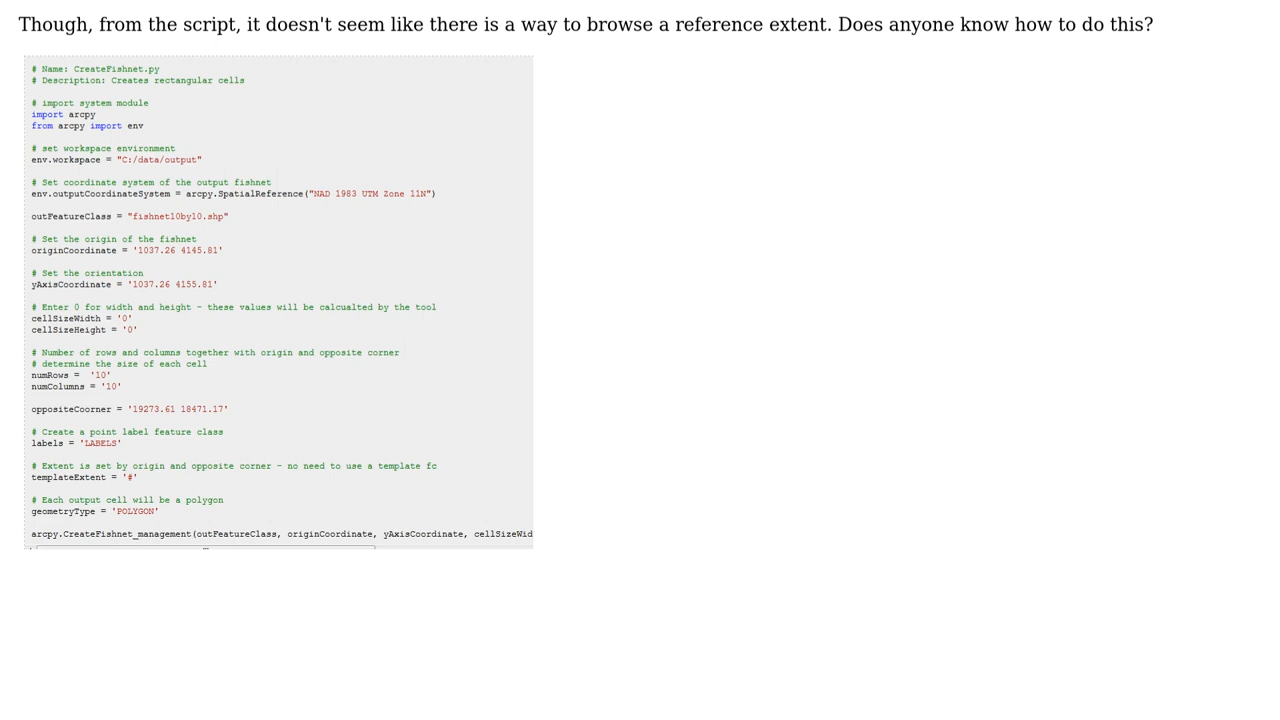 Though, from the script, it doesn't seem like there is a way to browse a reference extent. Does anyone know how to do this?
# Name: CreateFishnet.py
# Description: Creates rectangular cells
# import system module
import arcpy
from arcpy import env
# set workspace environment
env.workspace = "C:/data/output"
# Set coordinate system of the output fishnet
env.outputCoordinateSystem = arcpy.SpatialReference("NAD 1983 UTM Zone 11N")
outFeatureClass = "fishnet10by10.shp"
# Set the origin of the fishnet
originCoordinate = '1037.26 4145.81'
# Set the orientation
yAxisCoordinate = '1037.26 4155.81'
# Enter 0 for width and height - these values will be calcualted by the tool
cellSizeWidth = '0'
cellSizeHeight = '0'
# Number of rows and columns together with origin and opposite corner
# determine the size of each cell
numRows =  '10'
numColumns = '10'
oppositeCoorner = '19273.61 18471.17'
# Create a point label feature class
labels = 'LABELS'
# Extent is set by origin and opposite corner - no need to use a template fc
templateExtent = '#'
# Each output cell will be a polygon
geometryType = 'POLYGON'
arcpy.CreateFishnet_management(outFeatureClass, originCoordinate, yAxisCoordinate, cellSizeWid